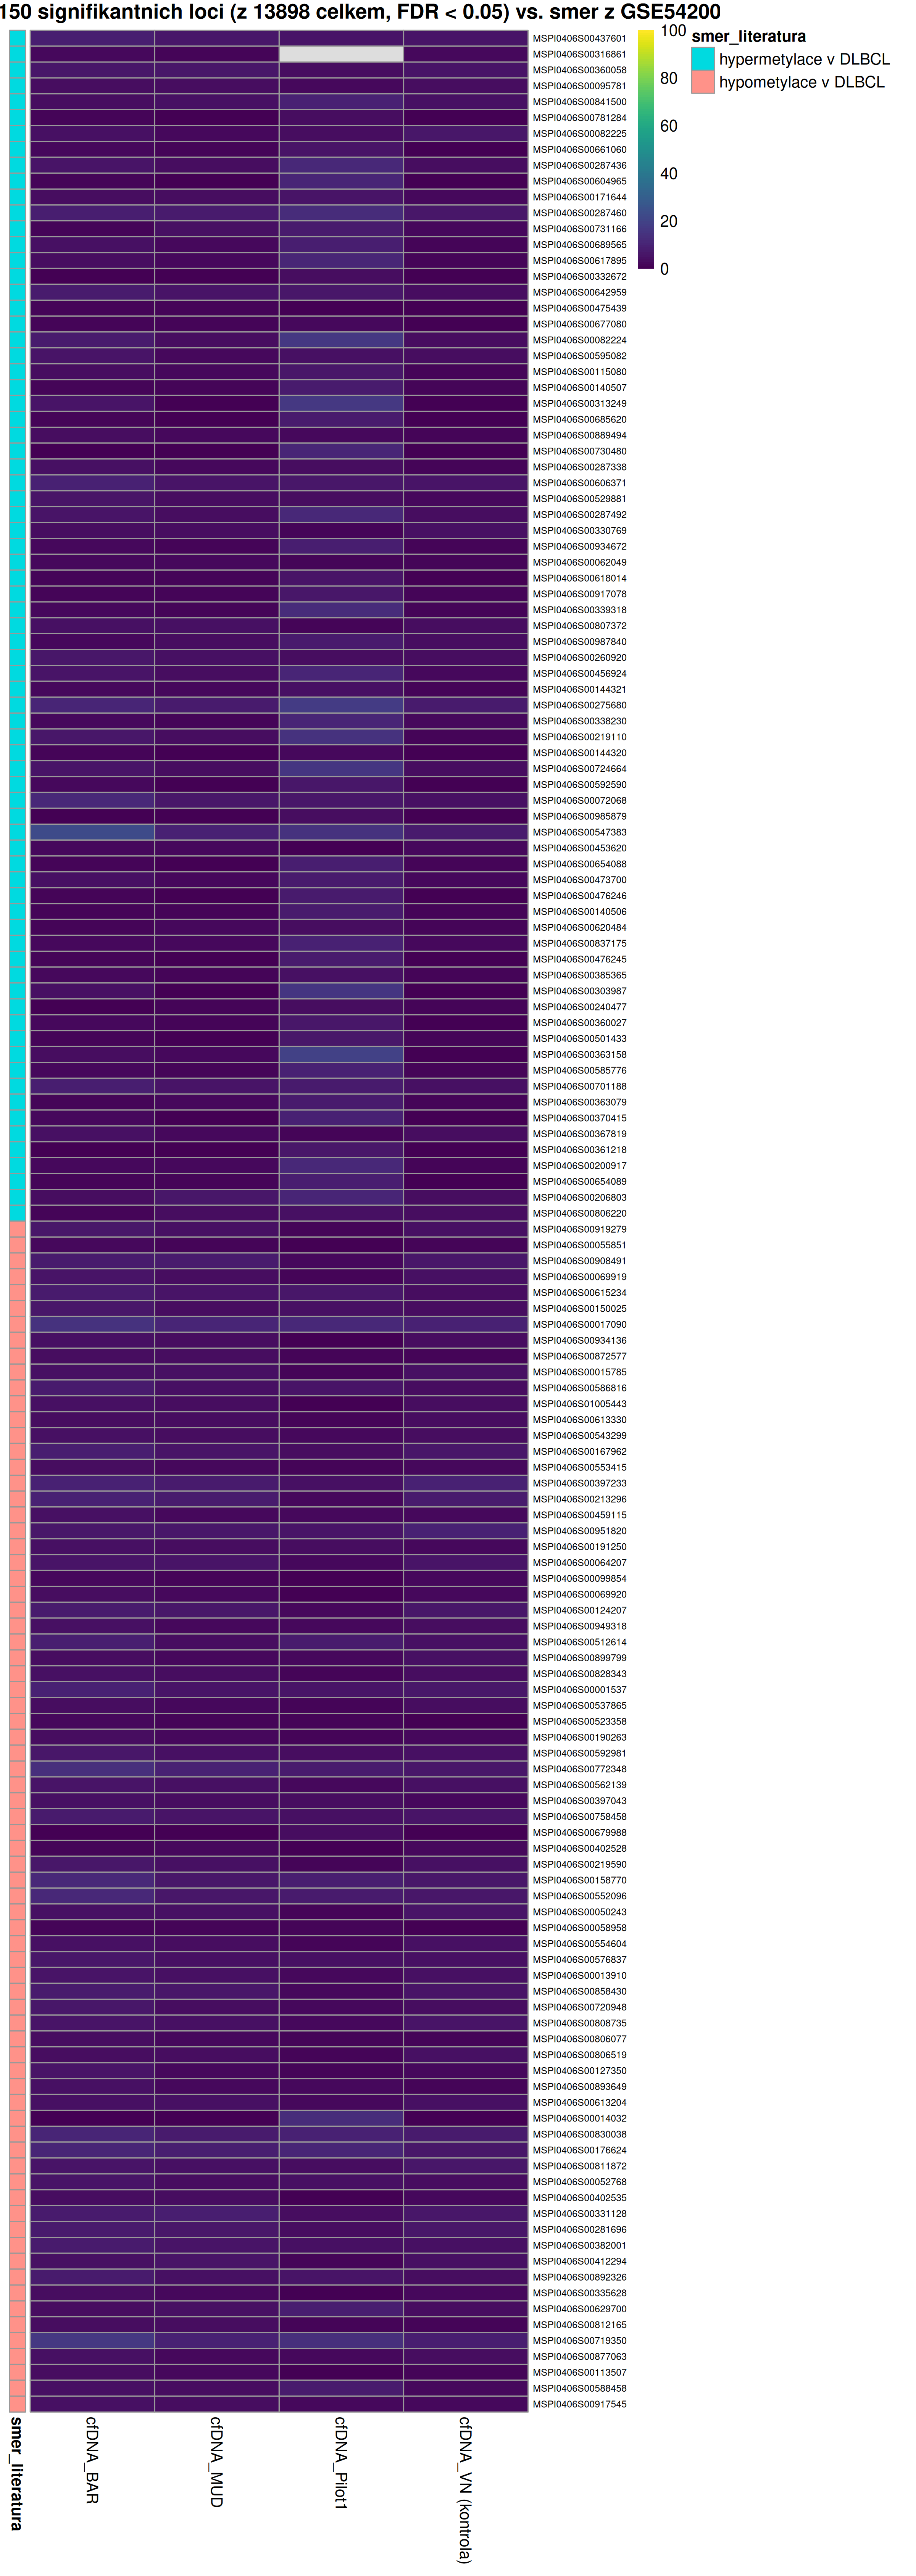 150 signifikantnich loci (z 13898 celkem, FDR < 0.05) vs. smer z GSE54200
100
80
60
40
20
0
smer_literatura
hypermetylace v DLBCL
hypometylace v DLBCL
MSPI0406S00437601
MSPI0406S00316861
MSPI0406S00360058
MSPI0406S00095781
MSPI0406S00841500
MSPI0406S00781284
MSPI0406S00082225
MSPI0406S00661060
MSPI0406S00287436
MSPI0406S00604965
MSPI0406S00171644
MSPI0406S00287460
MSPI0406S00731166
MSPI0406S00689565
MSPI0406S00617895
MSPI0406S00332672
MSPI0406S00642959
MSPI0406S00475439
MSPI0406S00677080
MSPI0406S00082224
MSPI0406S00595082
MSPI0406S00115080
MSPI0406S00140507
MSPI0406S00313249
MSPI0406S00685620
MSPI0406S00889494
MSPI0406S00730480
MSPI0406S00287338
MSPI0406S00606371
MSPI0406S00529881
MSPI0406S00287492
MSPI0406S00330769
MSPI0406S00934672
MSPI0406S00062049
MSPI0406S00618014
MSPI0406S00917078
MSPI0406S00339318
MSPI0406S00807372
MSPI0406S00987840
MSPI0406S00260920
MSPI0406S00456924
MSPI0406S00144321
MSPI0406S00275680
MSPI0406S00338230
MSPI0406S00219110
MSPI0406S00144320
MSPI0406S00724664
MSPI0406S00592590
MSPI0406S00072068
MSPI0406S00985879
MSPI0406S00547383
MSPI0406S00453620
MSPI0406S00654088
MSPI0406S00473700
MSPI0406S00476246
MSPI0406S00140506
MSPI0406S00620484
MSPI0406S00837175
MSPI0406S00476245
MSPI0406S00385365
MSPI0406S00303987
MSPI0406S00240477
MSPI0406S00360027
MSPI0406S00501433
MSPI0406S00363158
MSPI0406S00585776
MSPI0406S00701188
MSPI0406S00363079
MSPI0406S00370415
MSPI0406S00367819
MSPI0406S00361218
MSPI0406S00200917
MSPI0406S00654089
MSPI0406S00206803
MSPI0406S00806220
MSPI0406S00919279
MSPI0406S00055851
MSPI0406S00908491
MSPI0406S00069919
MSPI0406S00615234
MSPI0406S00150025
MSPI0406S00017090
MSPI0406S00934136
MSPI0406S00872577
MSPI0406S00015785
MSPI0406S00586816
MSPI0406S01005443
MSPI0406S00613330
MSPI0406S00543299
MSPI0406S00167962
MSPI0406S00553415
MSPI0406S00397233
MSPI0406S00213296
MSPI0406S00459115
MSPI0406S00951820
MSPI0406S00191250
MSPI0406S00064207
MSPI0406S00099854
MSPI0406S00069920
MSPI0406S00124207
MSPI0406S00949318
MSPI0406S00512614
MSPI0406S00899799
MSPI0406S00828343
MSPI0406S00001537
MSPI0406S00537865
MSPI0406S00523358
MSPI0406S00190263
MSPI0406S00592981
MSPI0406S00772348
MSPI0406S00562139
MSPI0406S00397043
MSPI0406S00758458
MSPI0406S00679988
MSPI0406S00402528
MSPI0406S00219590
MSPI0406S00158770
MSPI0406S00552096
MSPI0406S00050243
MSPI0406S00058958
MSPI0406S00554604
MSPI0406S00576837
MSPI0406S00013910
MSPI0406S00858430
MSPI0406S00720948
MSPI0406S00808735
MSPI0406S00806077
MSPI0406S00806519
MSPI0406S00127350
MSPI0406S00893649
MSPI0406S00613204
MSPI0406S00014032
MSPI0406S00830038
MSPI0406S00176624
MSPI0406S00811872
MSPI0406S00052768
MSPI0406S00402535
MSPI0406S00331128
MSPI0406S00281696
MSPI0406S00382001
MSPI0406S00412294
MSPI0406S00892326
MSPI0406S00335628
MSPI0406S00629700
MSPI0406S00812165
MSPI0406S00719350
MSPI0406S00877063
MSPI0406S00113507
MSPI0406S00588458
MSPI0406S00917545
smer_literatura
cfDNA_BAR
cfDNA_MUD
cfDNA_Pilot1
cfDNA_VN (kontrola)